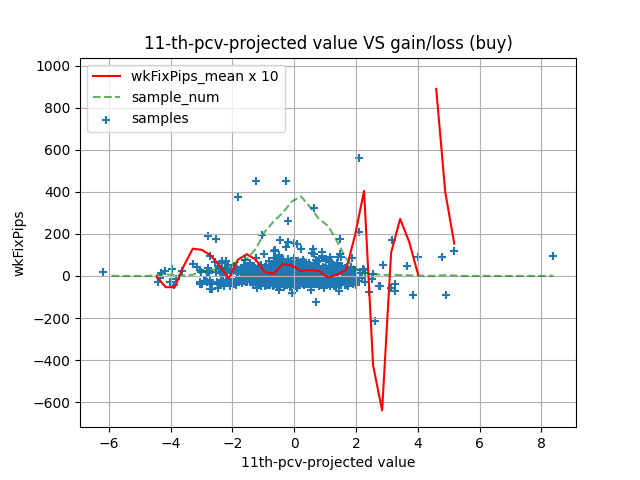 11-th-pcv-projected value VS gain/loss (buy)
wkFixPips_mean x 10
sample_num
samples
1000
800
600
400
200
0
−200
−400
−600
wkFixPips
−6 −4 −2 0 2 4 6 8
11th-pcv-projected value